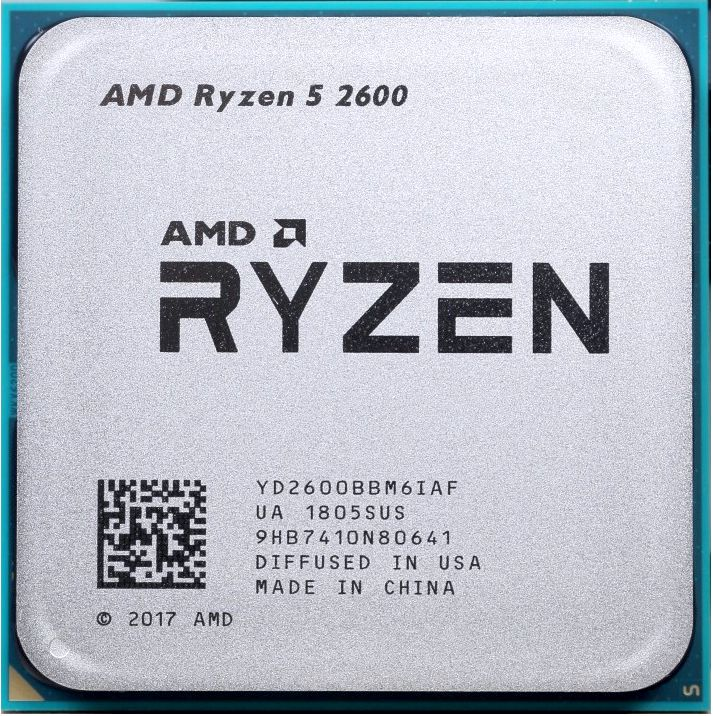 AMD Ryzen 5 2600
AMD
RYZEN
YD2600BBM6IAF
UA 1805SUS
9HB7410N80641
DIFFUSED IN USA
MADE IN CHINA
© 2017 AMD